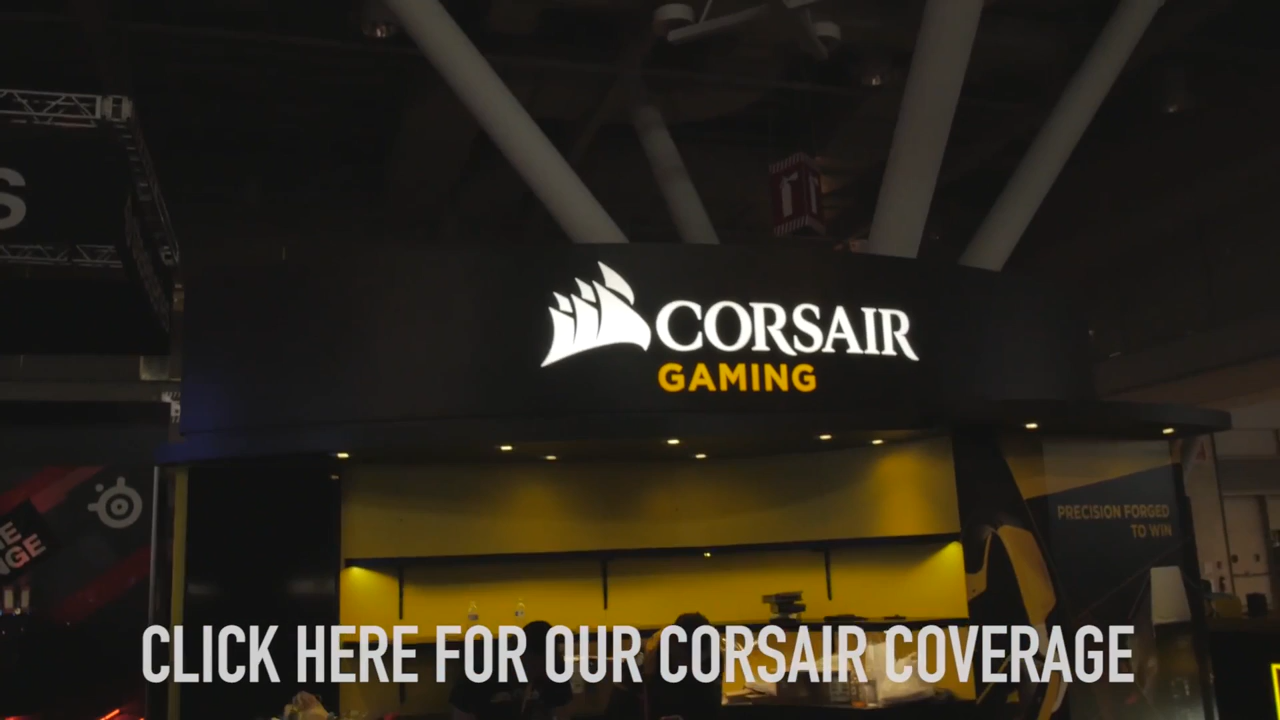 S
CORSAIR
GAMING
PRECISION FORGED
TO WIN
CLICK HERE FOR OUR CORSAIR COVERAGE